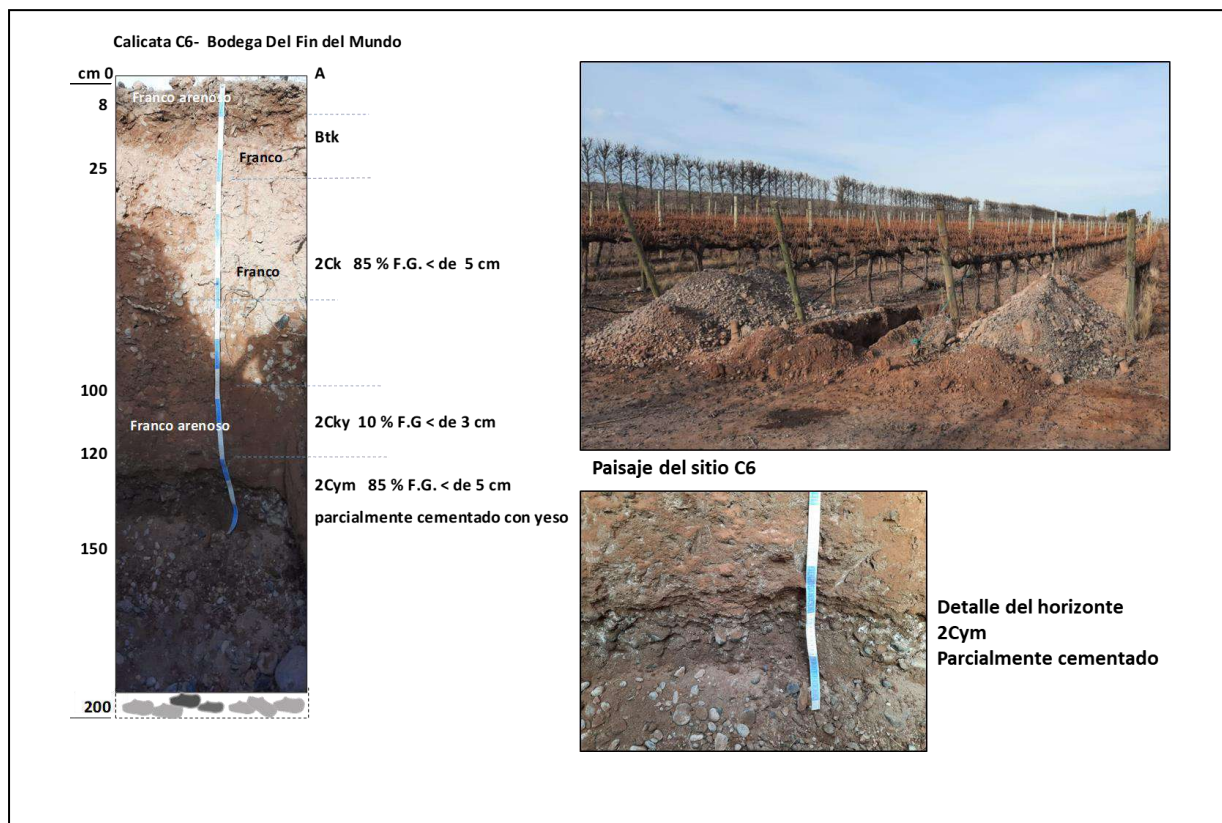 Calicata C6- Bodega Del Fin del Mundo
cm 0
A
Franco arenoso
8
Btk
Franco
25
2Ck 85 % F.G. < de 5 cm
Franco
100
2Cky 10 % F.G < de 3 cm
Franco arenoso
120
2Cym 85 % F.G. < de 5 cm
parcialmente cementado con yeso
150
200
Paisaje del sitio C6
Detalle del horizonte
2Cym
Parcialmente cementado